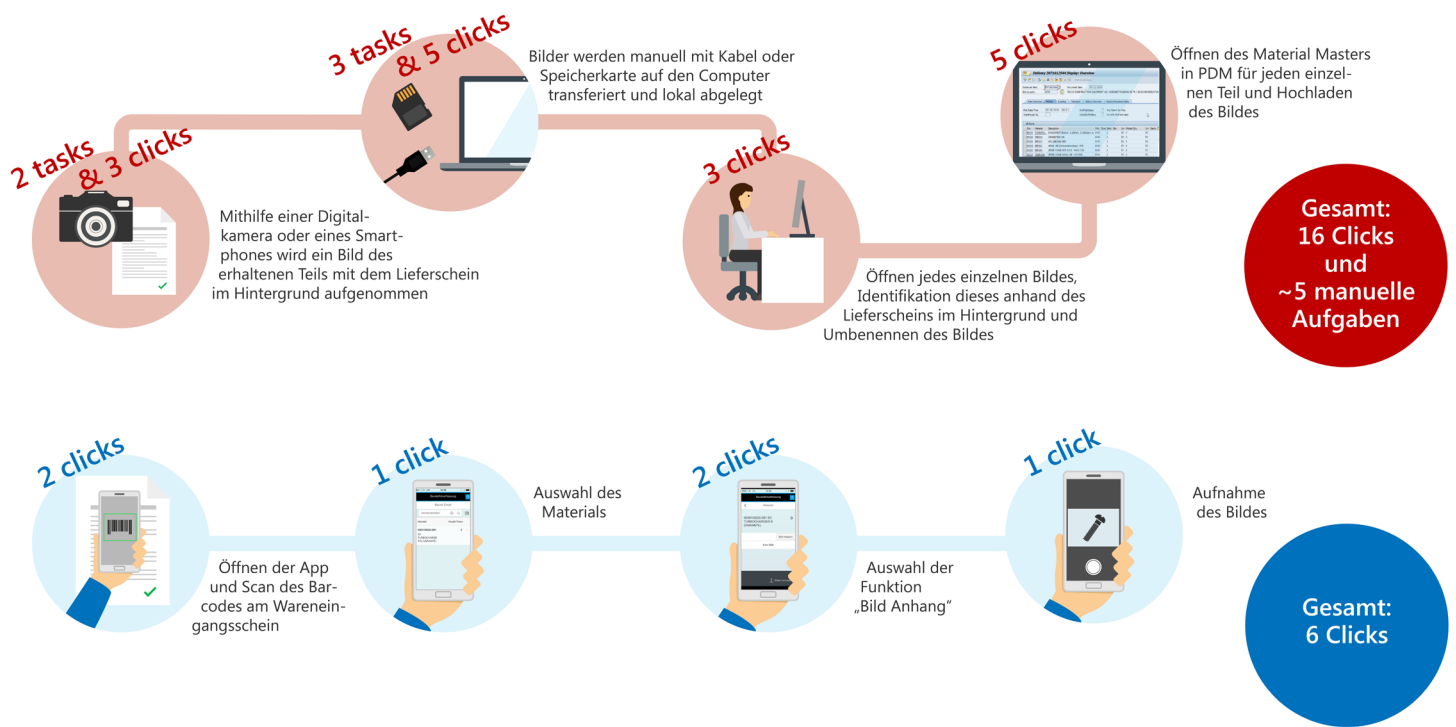 2 tasks
& 3 clicks
Mithilfe einer Digital-
kamera oder eines Smart-
phones wird ein Bild des
erhaltenen Teils mit dem Lieferschein
im Hintergrund aufgenommen
3 tasks
& 5 clicks
Bilder werden manuell mit Kabel oder
Speicherkarte auf den Computer
transferiert und lokal abgelegt
3 clicks
Öffnen jedes einzelnen Bildes,
Identifikation dieses anhand des
Lieferscheins im Hintergrund und
Umbenennen des Bildes
5 clicks
Öffnen des Material Masters
in PDM für jeden einzel-
nen Teil und Hochladen
des Bildes
Gesamt:
16 Clicks
und
~5 manuelle
Aufgaben
2 clicks
Öffnen der App
und Scan des Bar-
codes am Warenein-
gangsschein
1 click
Auswahl des
Materials
2 clicks
Auswahl der
Funktion
„Bild Anhang“
1 click
Aufnahme
des Bildes
Gesamt:
6 Clicks